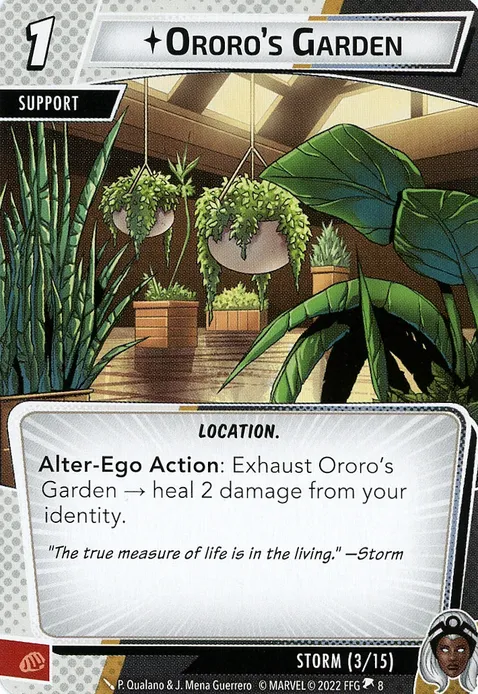 1
ORORO'S GARDEN
SUPPORT
LOCATION.
Alter-Ego Action: Exhaust Ororo's
Garden → heal 2 damage from your
identity.
"The true measure of life is in the living." —Storm
STORM (3/15)
P. Qualano & J. Mena Guerrero © MARVEL © 2022 FFG 8